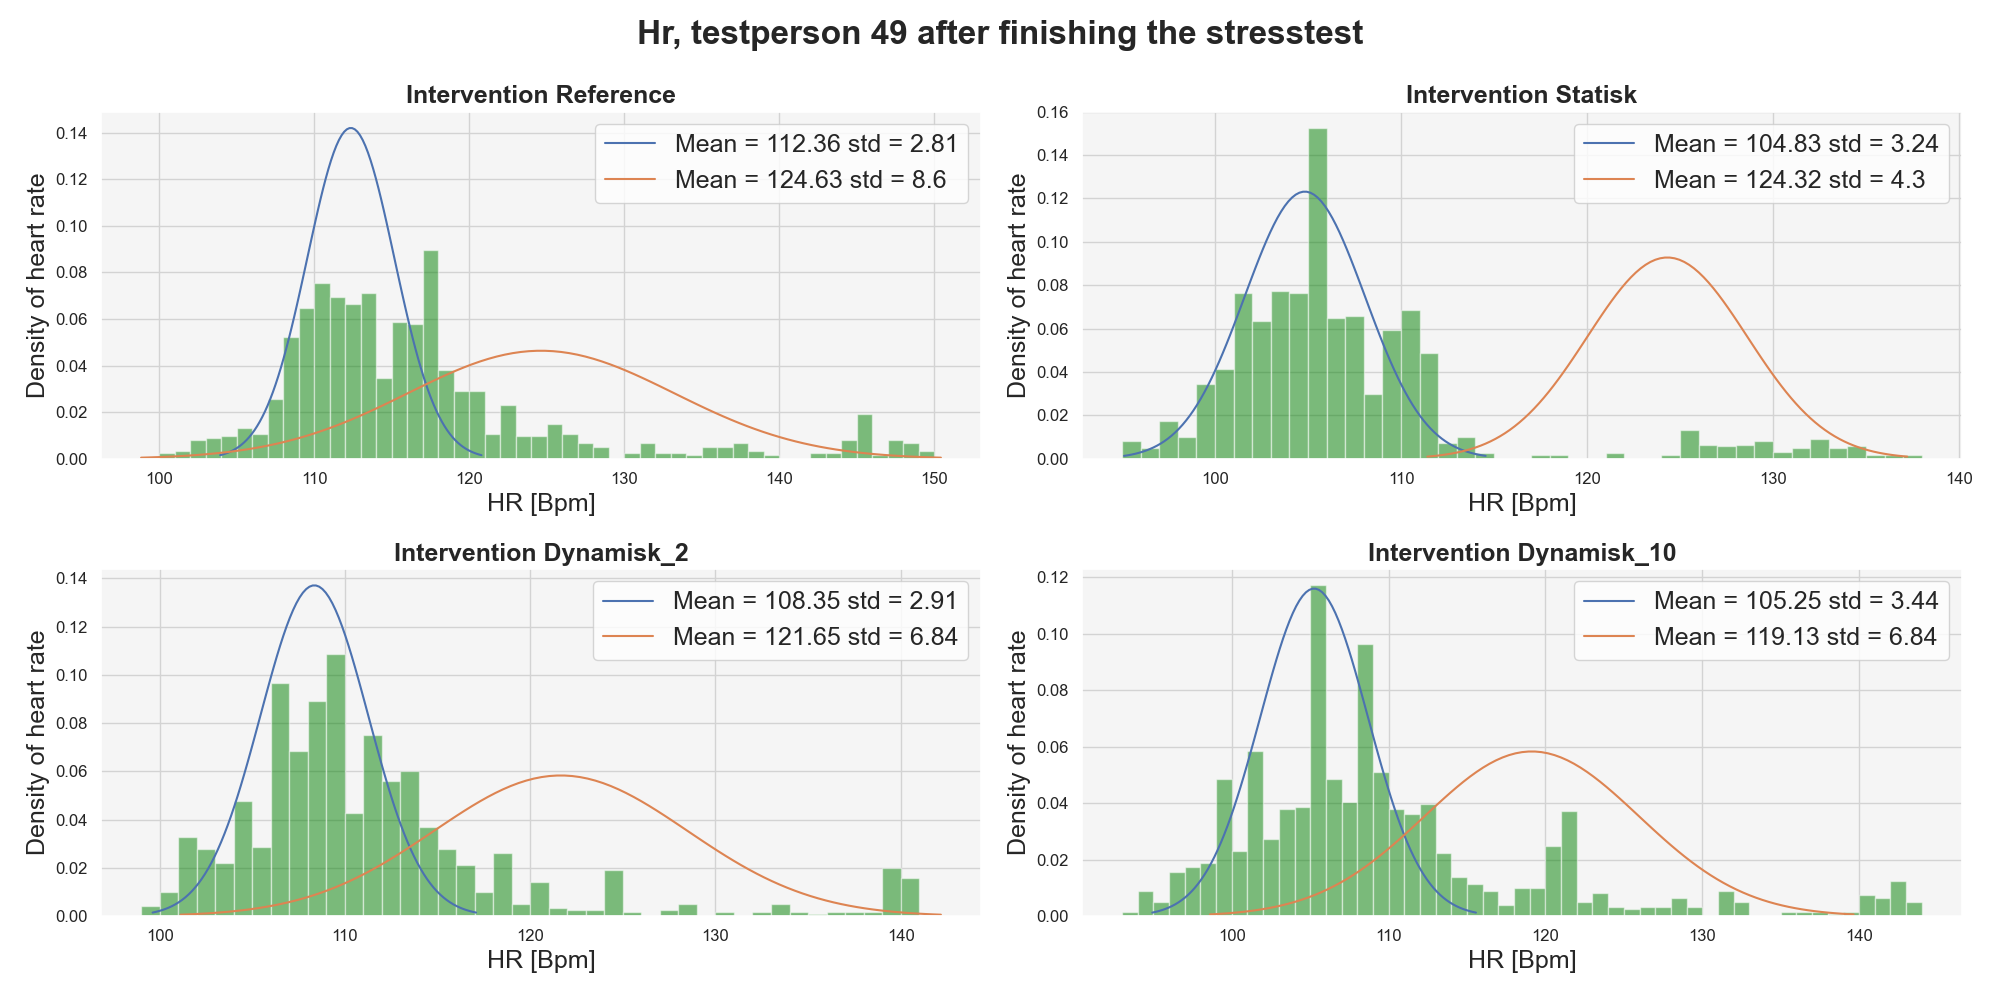 Hr, testperson 49 after finishing the stresstest
Intervention Reference
Mean = 112.36 std = 2.81
Mean = 124.63 std = 8.6
Density of heart rate
0.14
0.12
0.10
0.08
0.06
0.04
0.02
0.00
100 110 120 130 140 150
HR [Bpm]
Intervention Statisk
Mean = 104.83 std = 3.24
Mean = 124.32 std = 4.3
Density of heart rate
0.16
0.14
0.12
0.10
0.08
0.06
0.04
0.02
0.00
100 110 120 130 140
HR [Bpm]
Intervention Dynamisk_2
Mean = 108.35 std = 2.91
Mean = 121.65 std = 6.84
Density of heart rate
0.14
0.12
0.10
0.08
0.06
0.04
0.02
0.00
100 110 120 130 140
HR [Bpm]
Intervention Dynamisk_10
Mean = 105.25 std = 3.44
Mean = 119.13 std = 6.84
Density of heart rate
0.12
0.10
0.08
0.06
0.04
0.02
0.00
100 110 120 130 140
HR [Bpm]